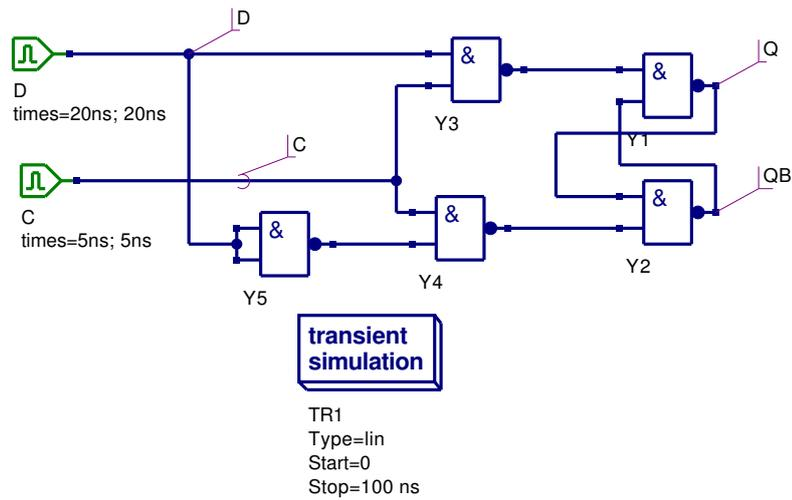 D
Q
&
&
D
times=20ns; 20ns
Y3
C
Y1
QB
C
times=5ns; 5ns
&
&
&
Y5
Y4
Y2
transient
simulation
TR1
Type=lin
Start=0
Stop=100 ns